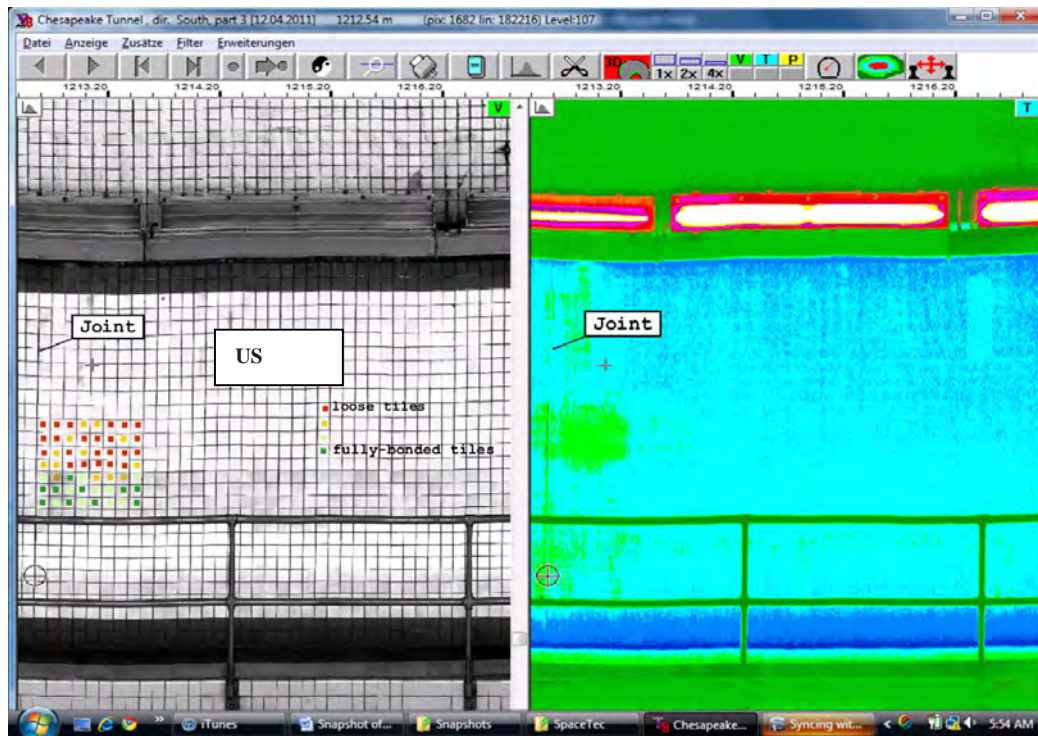 Chesapeake Tunnel , dir. South, part 3 [12.04.2011] 1212.54 m (pix: 1682 lin: 182216) Level:107
Datei Anzeige Zusätze Filter Erweiterungen
3D 1x 2x 4x V T P
1213.20 1214.20 1215.20 1216.20
1213.20 1214.20 1215.20 1216.20
V
T
Joint
US
loose tiles
fully-bonded tiles
Joint
iTunes Snapshot of... Snapshots SpaceTec Chesapeake... Syncing wit... 5:54 AM